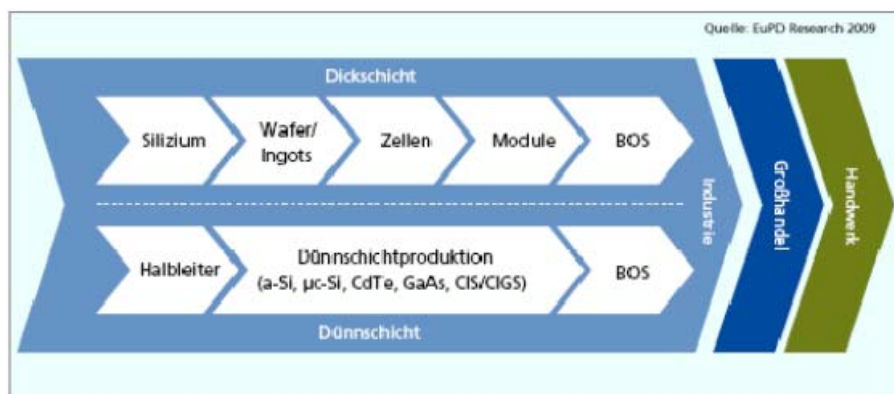 Quelle: EuPD Research 2009
Dickschicht
Silizium
Wafer/
Ingots
Zellen
Module
BOS
Halbleiter
Dünnschichtproduktion
(a-Si, µc-Si, CdTe, GaAs, CIS/CIGS)
BOS
Dünnschicht
Industrie
Großhandel
Handwerk